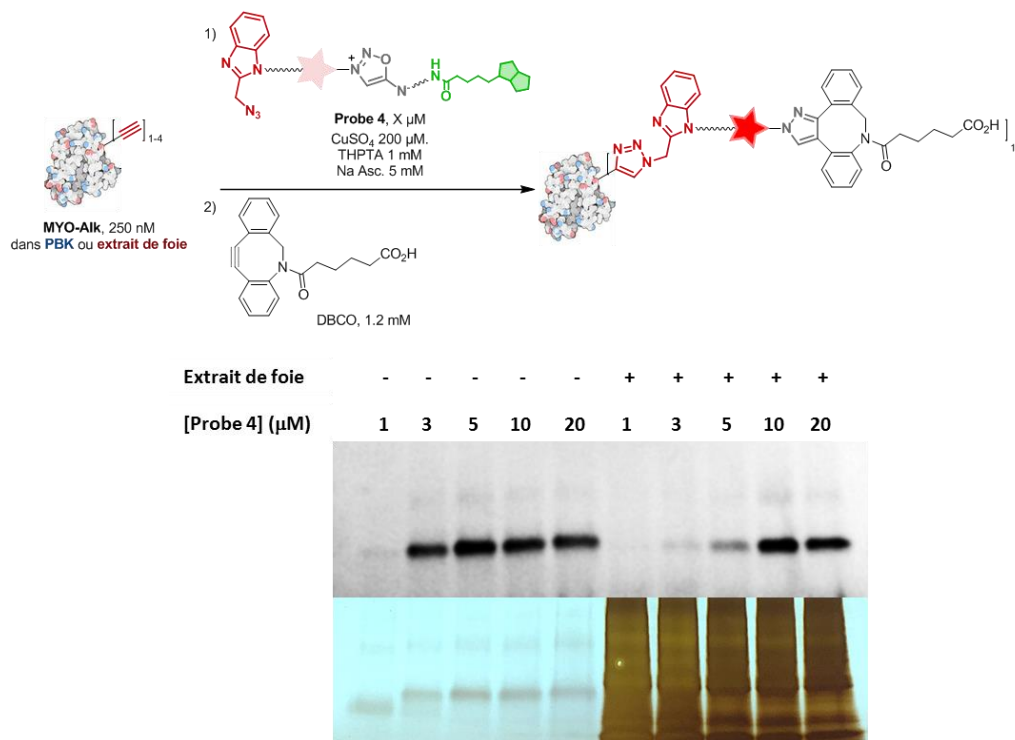 1)
N
N
N₃
+
N
N
O
N⁻
H
N
O
Probe 4, X µM
CuSO₄ 200 µM.
THPTA 1 mM
Na Asc. 5 mM
]1-4
MYO-Alk, 250 nM
dans PBK ou extrait de foie
2)
N
O
CO₂H
DBCO, 1.2 mM
N
N
N
N
N
N
N
N
O
CO₂H
]1
Extrait de foie - - - - - + + + + +
[Probe 4] (µM) 1 3 5 10 20 1 3 5 10 20